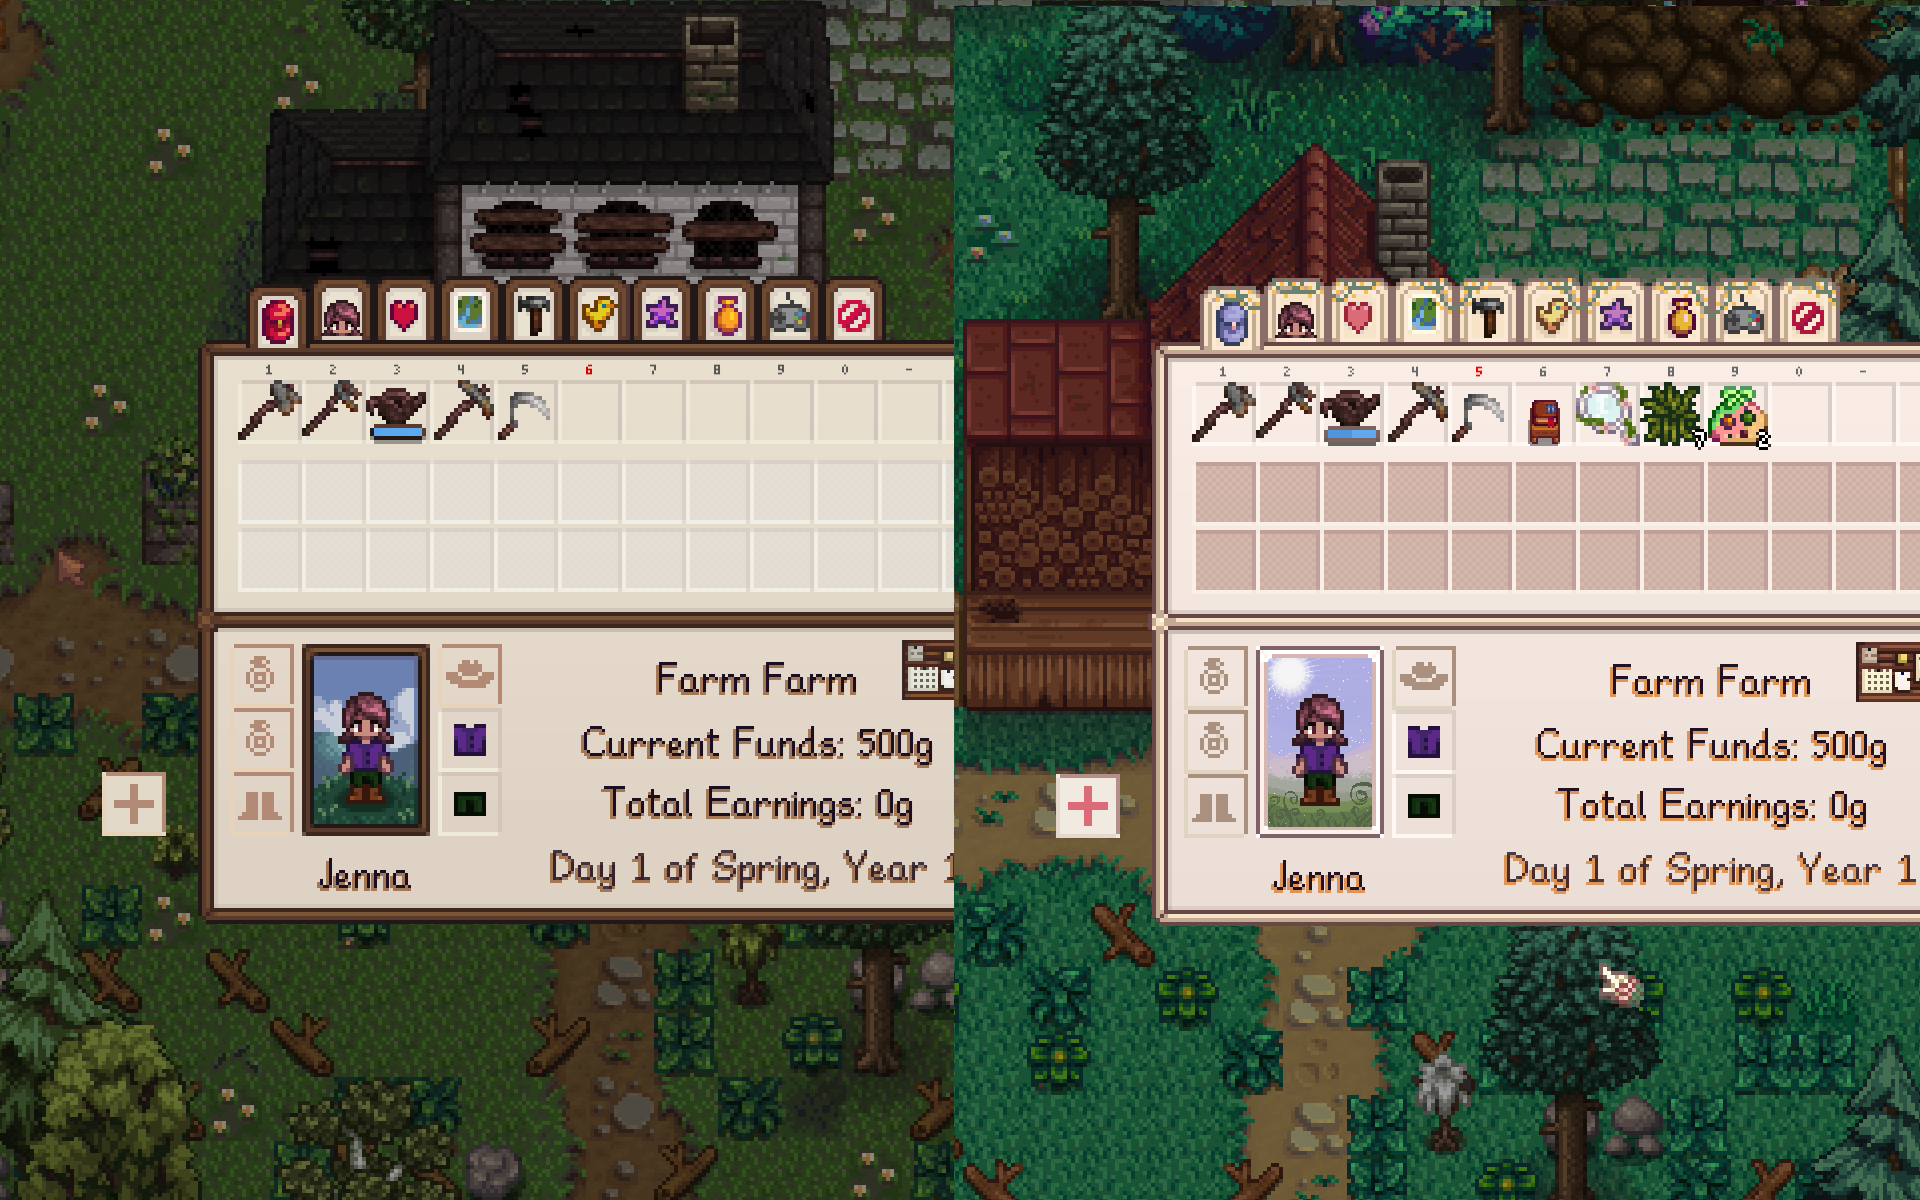 1 2 3 4 5 6 7 8 9 0 -
Farm Farm
Current Funds: 500g
Total Earnings: 0g
Day 1 of Spring, Year 1
Jenna
1 2 3 4 5 6 7 8 9 0 -
Farm Farm
Current Funds: 500g
Total Earnings: 0g
Day 1 of Spring, Year 1
Jenna